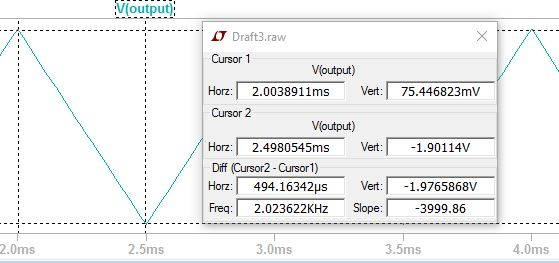 V(output)
Draft3.raw
Cursor 1
V(output)
Horz: 2.0038911ms Vert: 75.446823mV
Cursor 2
V(output)
Horz: 2.4980545ms Vert: -1.90114V
Diff (Cursor2 - Cursor1)
Horz: 494.16342µs Vert: -1.9765868V
Freq: 2.023622KHz Slope: -3999.86
2.0ms 2.5ms 3.0ms 3.5ms 4.0ms